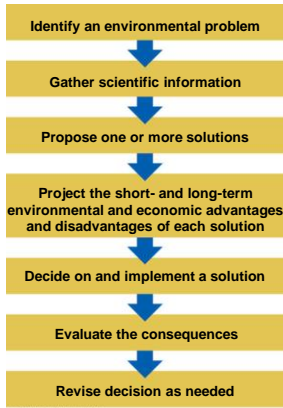 Identify an environmental problem
Gather scientific information
Propose one or more solutions
Project the short- and long-term
environmental and economic advantages
and disadvantages of each solution
Decide on and implement a solution
Evaluate the consequences
Revise decision as needed